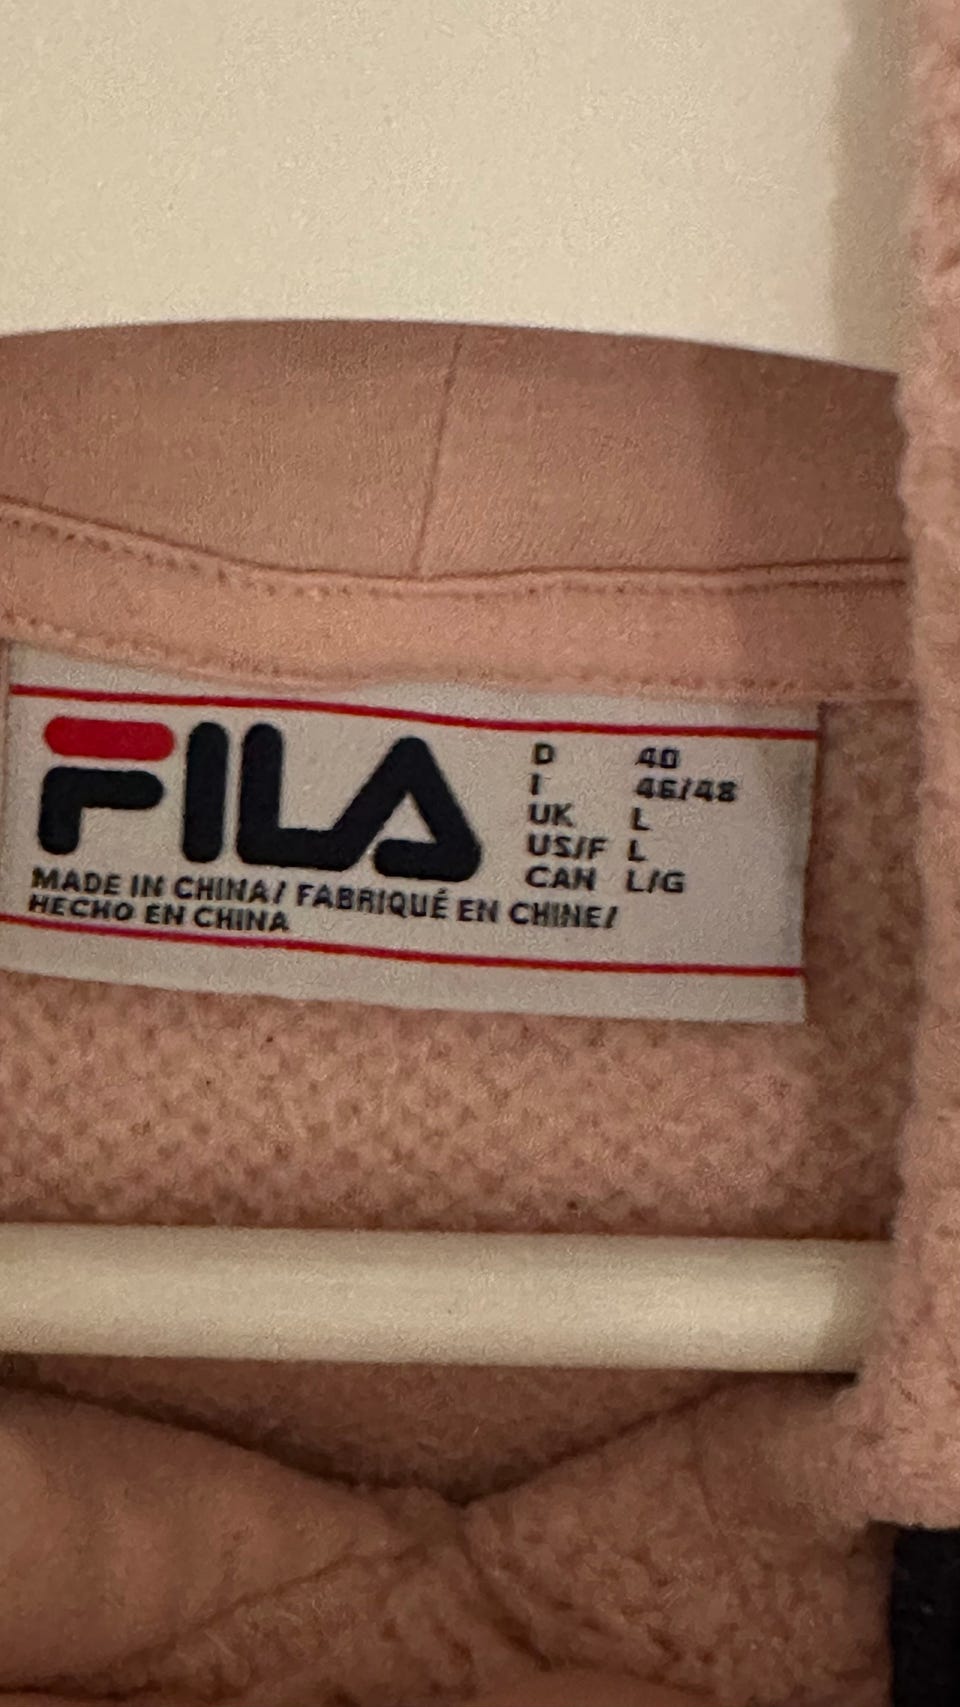 FILA
D 40
I 46/48
UK L
US/F L
CAN L/G
MADE IN CHINA/ FABRIQUÉ EN CHINE/
HECHO EN CHINA